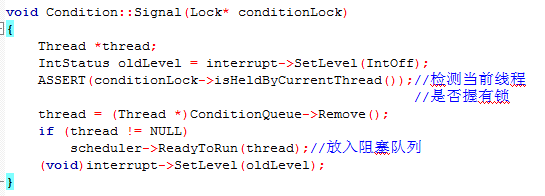 void Condition::Signal(Lock* conditionLock)
{
    Thread *thread;
    IntStatus oldLevel = interrupt->SetLevel(IntOff);
    ASSERT(conditionLock->isHeldByCurrentThread());//检测当前线程
                                                   //是否握有锁
    thread = (Thread *)ConditionQueue->Remove();
    if (thread != NULL)
        scheduler->ReadyToRun(thread);//放入阻塞队列
    (void)interrupt->SetLevel(oldLevel);
}